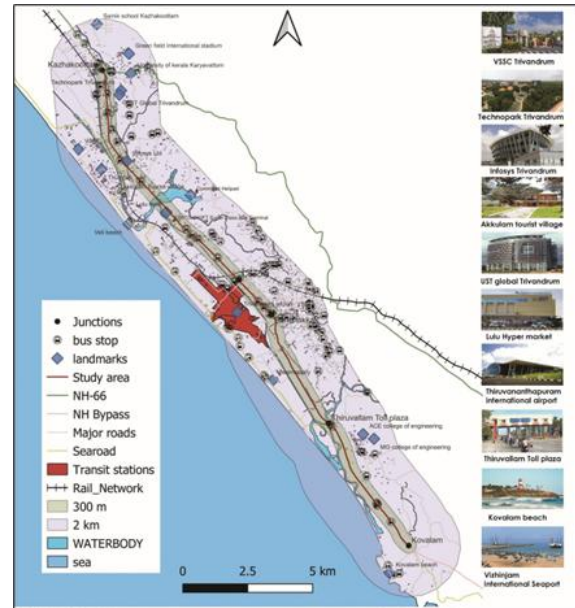 Sainik school Kazhakoottam
Green field international stadium
Kazhakoottam
University of kerala Karyavattom
Technopark
UST Global Trivandrum
Vali beach
Thiruvallam Toll plaza
ACE college of engineering
MG college of engineering
Kovalam
Kovalam beach
Junctions
bus stop
landmarks
Study area
NH-66
NH Bypass
Major roads
Searoad
Transit stations
Rail_Network
300 m
2 km
WATERBODY
sea
0 2.5 5 km
VSSC Trivandrum
Technopark Trivandrum
Infosys Trivandrum
Akkulam tourist village
UST global Trivandrum
Lulu Hyper market
Thiruvananthapuram
international airport
Thiruvallam Toll plaza
Kovalam beach
Vizhinjam
International Seaport